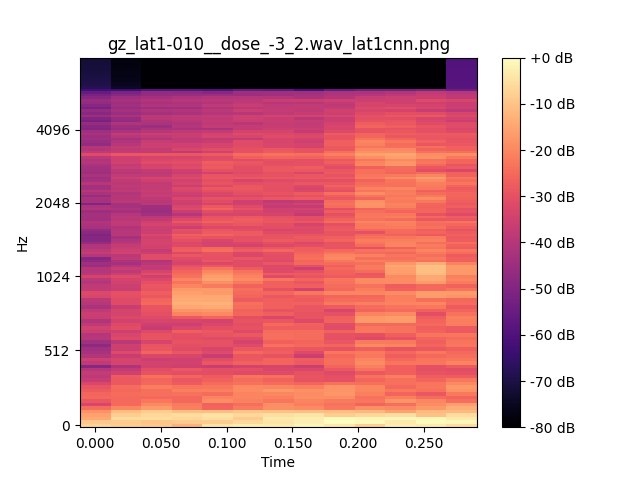 gz_lat1-010__dose_-3_2.wav_lat1cnn.png
+0 dB
-10 dB
4096
-20 dB
2048
-30 dB
Hz
-40 dB
1024
-50 dB
512
-60 dB
-70 dB
0
-80 dB
0.000 0.050 0.100 0.150 0.200 0.250
Time